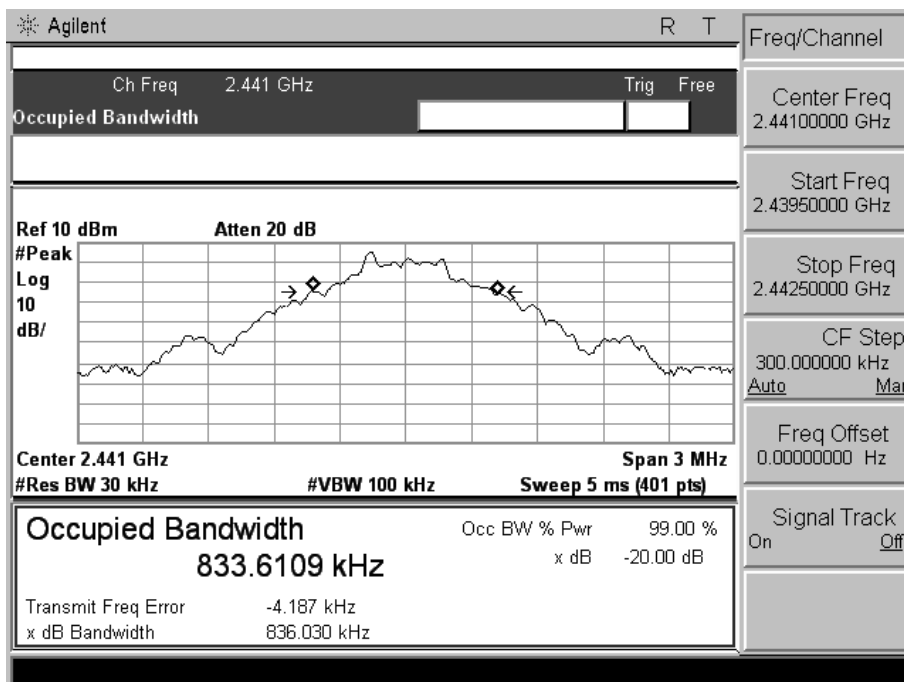 Agilent R T
Ch Freq 2.441 GHz Trig Free
Occupied Bandwidth
Ref 10 dBm Atten 20 dB
#Peak
Log
10
dB/
Center 2.441 GHz Span 3 MHz
#Res BW 30 kHz #VBW 100 kHz Sweep 5 ms (401 pts)
Occupied Bandwidth Occ BW % Pwr 99.00 %
833.6109 kHz x dB -20.00 dB
Transmit Freq Error -4.187 kHz
x dB Bandwidth 836.030 kHz
Freq/Channel
Center Freq
2.44100000 GHz
Start Freq
2.43950000 GHz
Stop Freq
2.44250000 GHz
CF Step
300.000000 kHz
Auto Man
Freq Offset
0.00000000 Hz
Signal Track
On Off